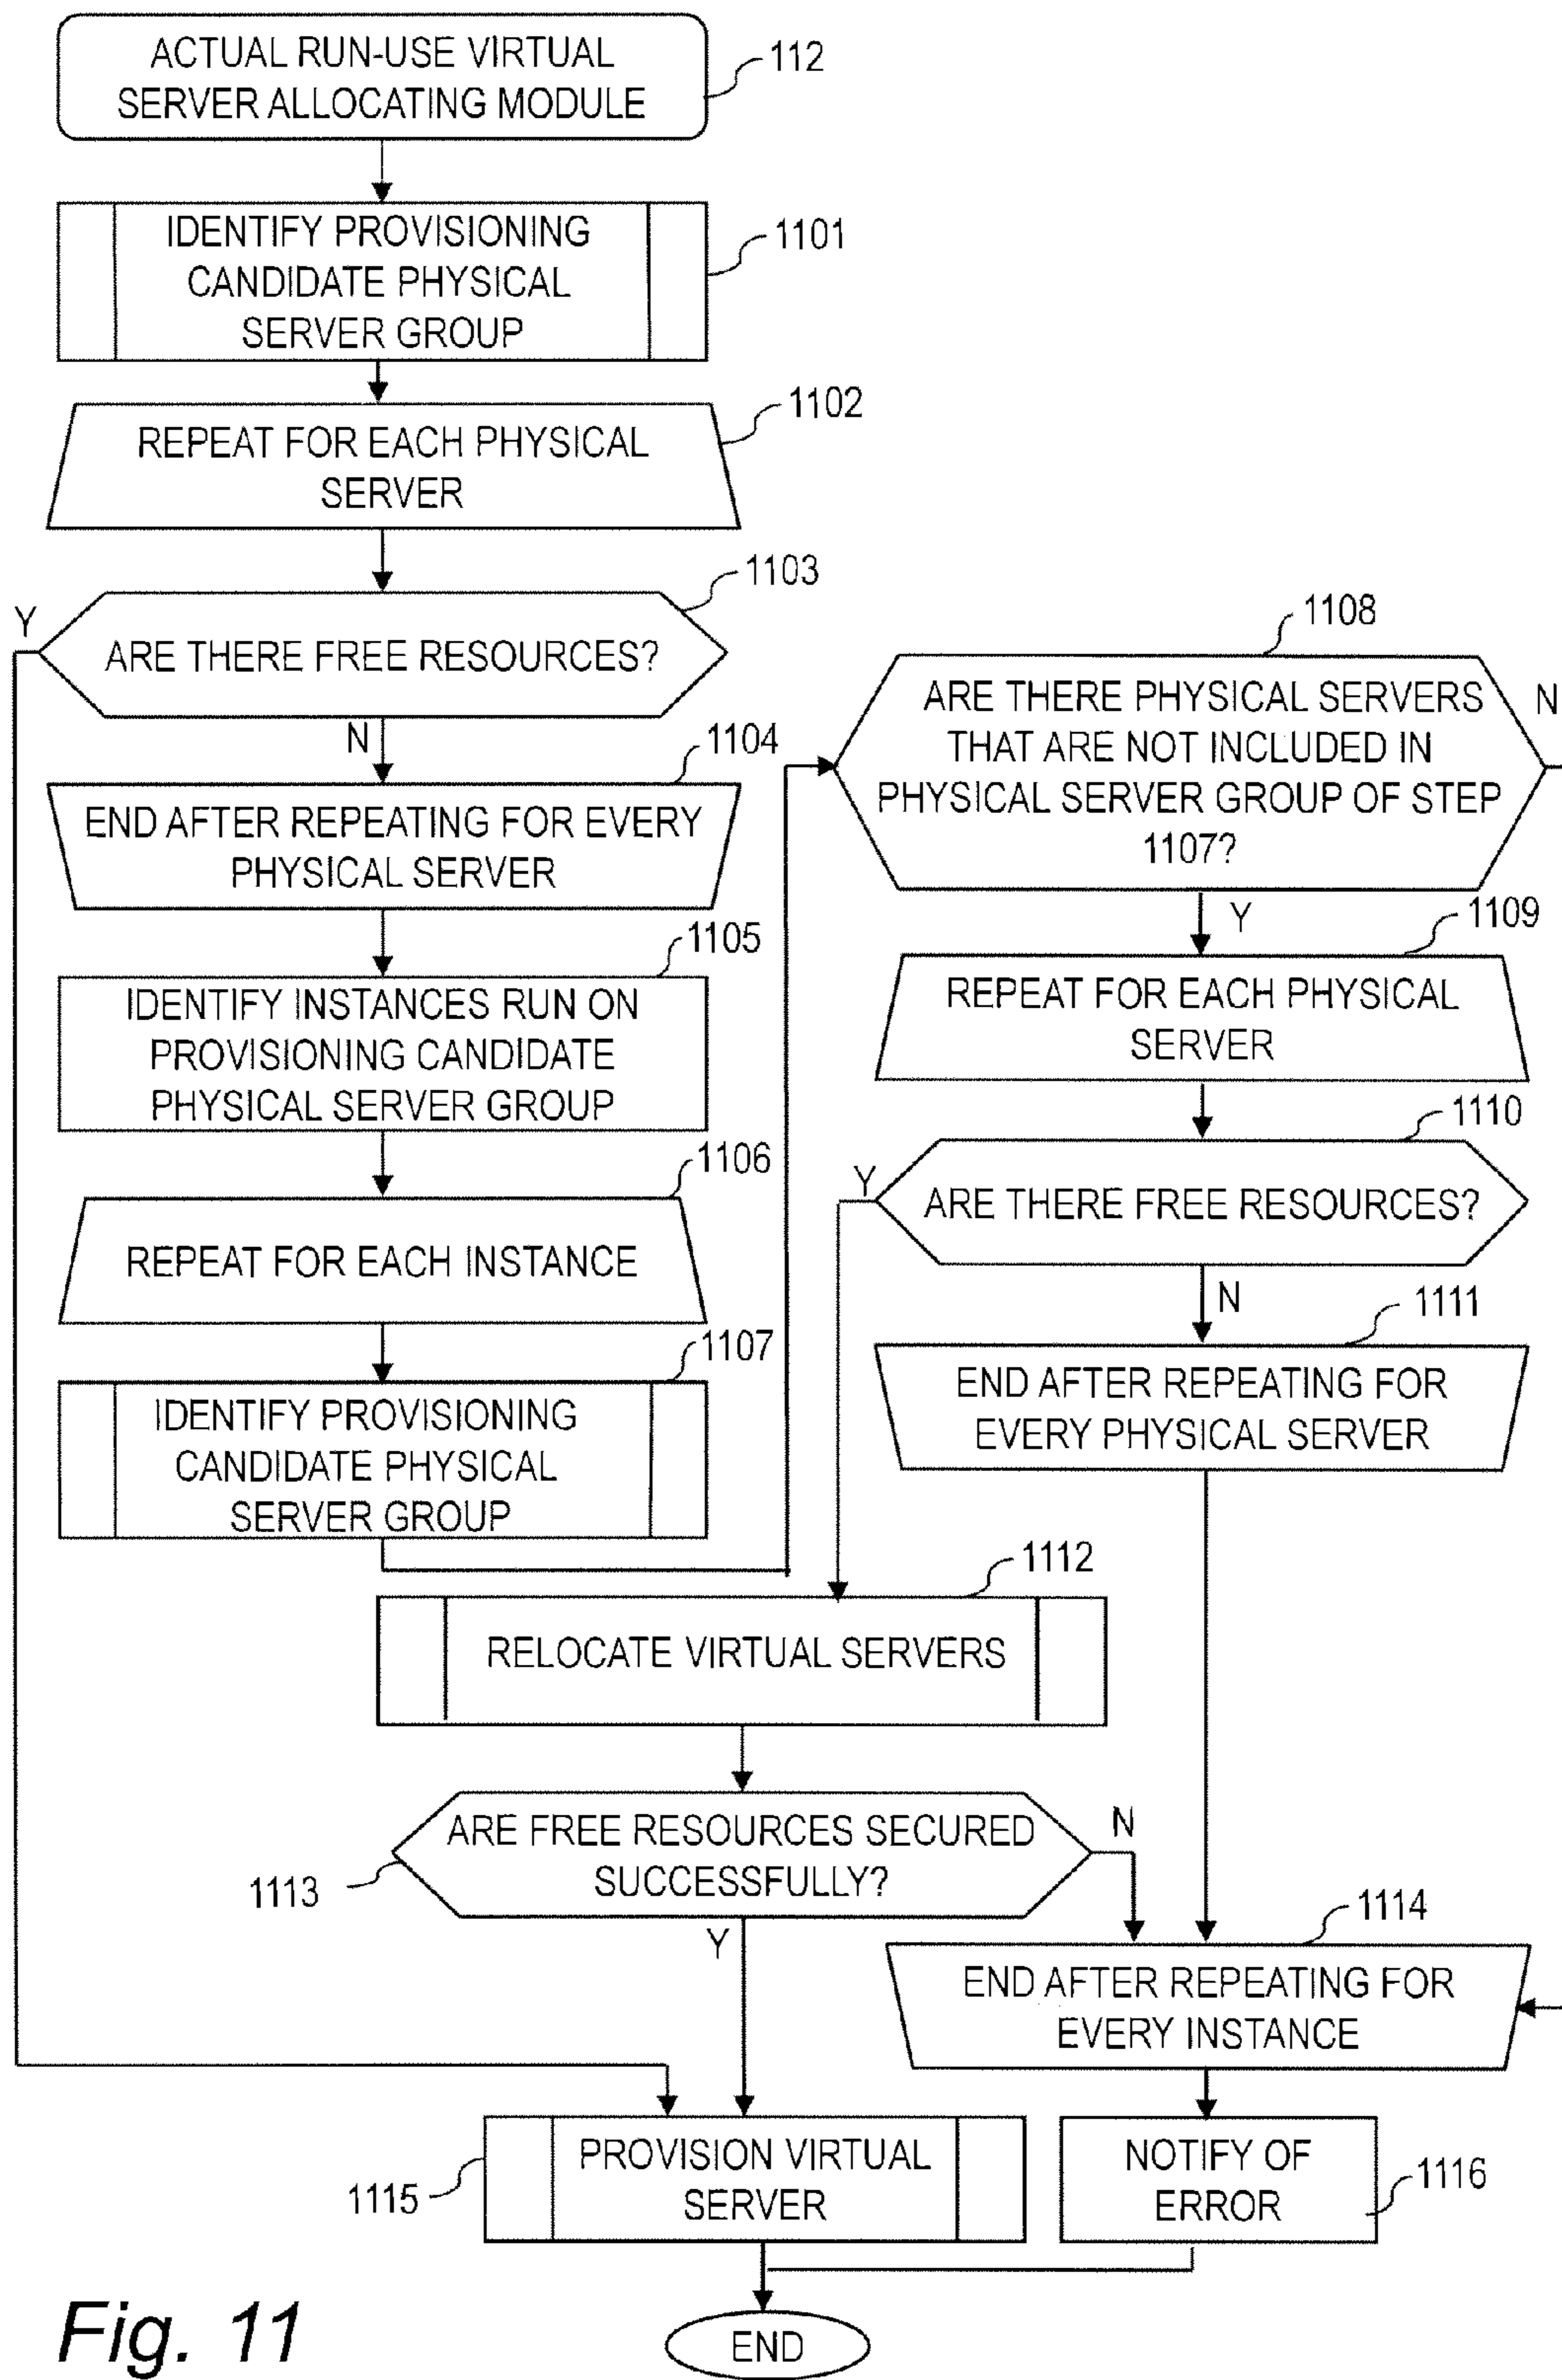 ACTUAL RUN-USE VIRTUAL
SERVER ALLOCATING MODULE
112
IDENTIFY PROVISIONING
CANDIDATE PHYSICAL
SERVER GROUP
1101
REPEAT FOR EACH PHYSICAL
SERVER
1102
ARE THERE FREE RESOURCES?
1103
Y
N
END AFTER REPEATING FOR EVERY
PHYSICAL SERVER
1104
IDENTIFY INSTANCES RUN ON
PROVISIONING CANDIDATE
PHYSICAL SERVER GROUP
1105
REPEAT FOR EACH INSTANCE
1106
IDENTIFY PROVISIONING
CANDIDATE PHYSICAL
SERVER GROUP
1107
ARE THERE PHYSICAL SERVERS
THAT ARE NOT INCLUDED IN
PHYSICAL SERVER GROUP OF STEP
1107?
1108
N
Y
REPEAT FOR EACH PHYSICAL
SERVER
1109
ARE THERE FREE RESOURCES?
1110
Y
N
END AFTER REPEATING FOR
EVERY PHYSICAL SERVER
1111
RELOCATE VIRTUAL SERVERS
1112
ARE FREE RESOURCES SECURED
SUCCESSFULLY?
1113
N
Y
END AFTER REPEATING FOR
EVERY INSTANCE
1114
PROVISION VIRTUAL
SERVER
1115
NOTIFY OF
ERROR
1116
END
Fig. 11